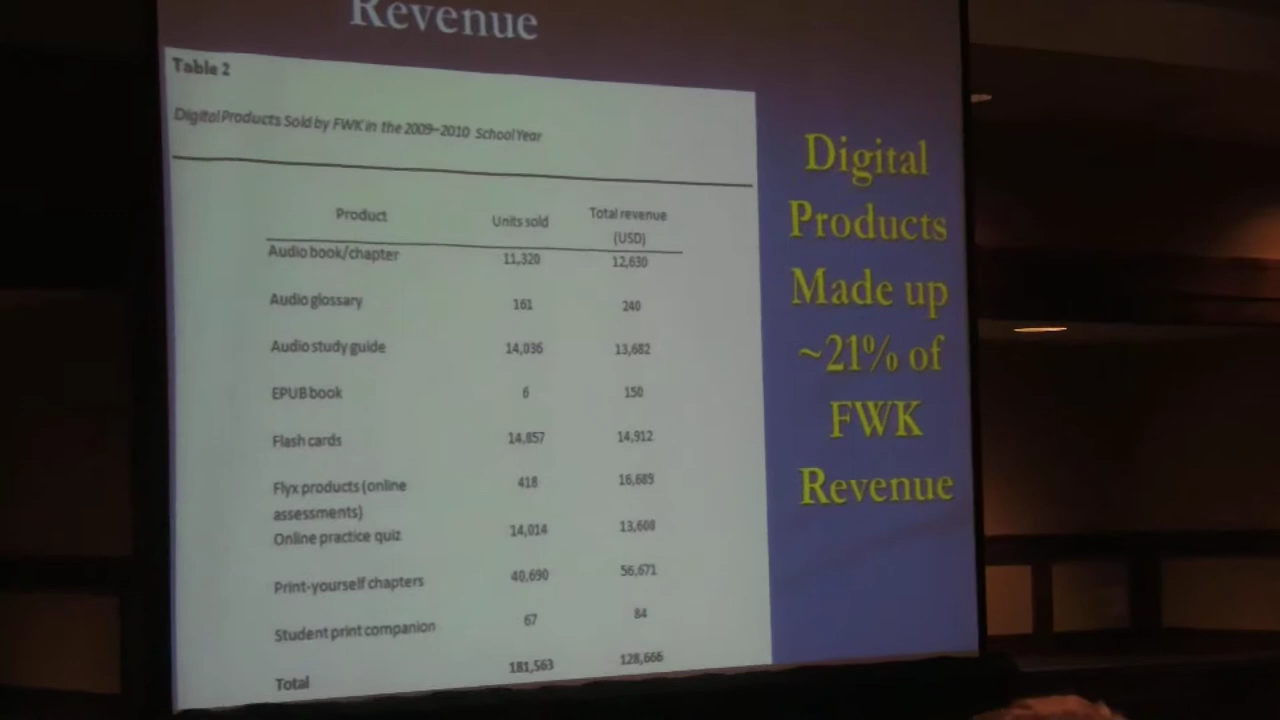 Revenue
Table 2
Digital Products Sold by FWK in the 2009–2010 School Year
Product Units sold Total revenue
(USD)
Audio book/chapter 11,320 12,630
Audio glossary 161 240
Audio study guide 14,036 13,682
EPUB book 6 150
Flash cards 14,857 14,912
Flyx products (online 418 16,689
assessments)
Online practice quiz 14,014 13,608
Print-yourself chapters 40,690 56,671
Student print companion 67 84
Total 181,563 128,666
Digital
Products
Made up
~21% of
FWK
Revenue